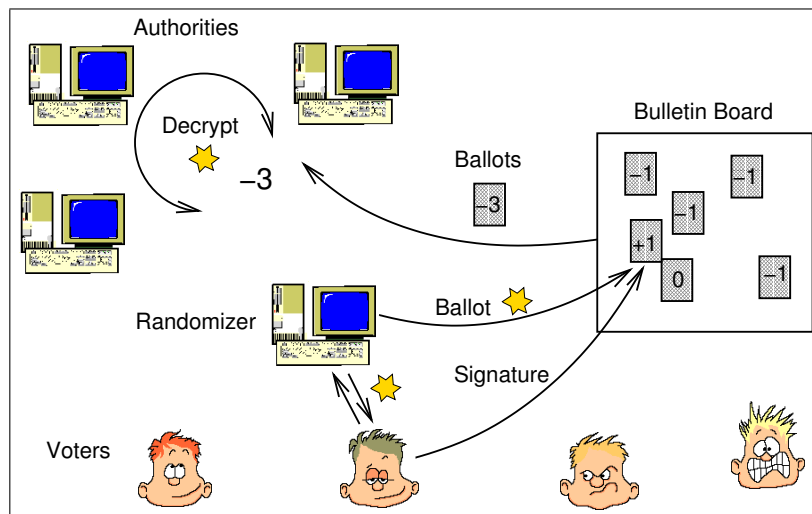 Authorities
Bulletin Board
Decrypt
Ballots
−3
−3
−1
−1
−1
+1
0
−1
Ballot
Randomizer
Signature
Voters